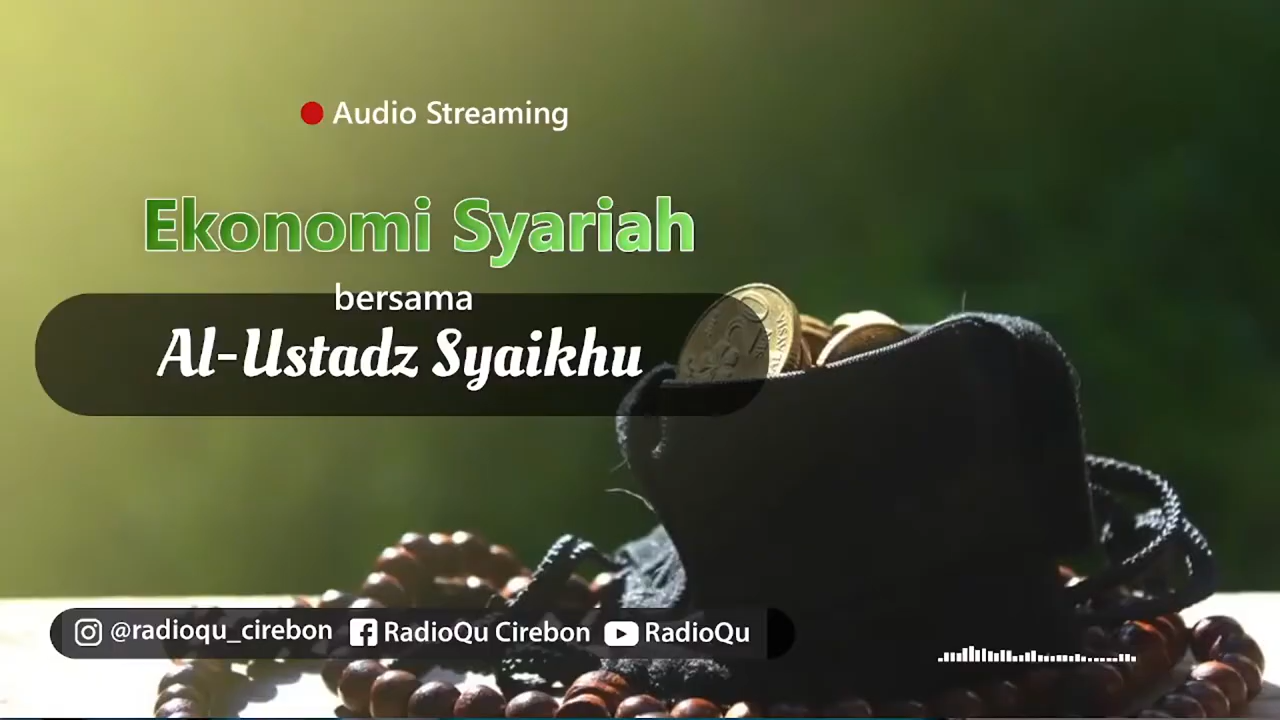 Audio Streaming
Ekonomi Syariah
bersama
Al-Ustadz Syaikhu
@radioqu_cirebon RadioQu Cirebon RadioQu